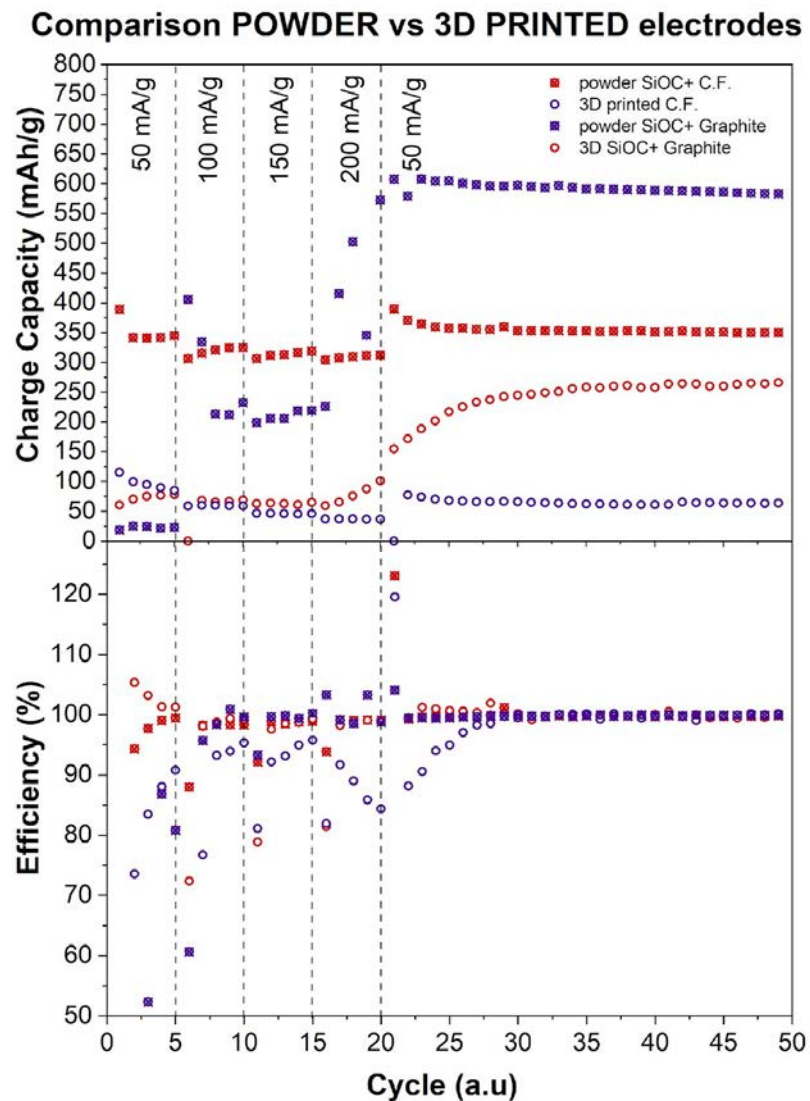 Comparison POWDER vs 3D PRINTED electrodes
800
750
700
650
600
550
500
450
400
350
300
250
200
150
100
50
0
Charge Capacity (mAh/g)
50 mA/g
100 mA/g
150 mA/g
200 mA/g
50 mA/g
powder SiOC+ C.F.
3D printed C.F.
powder SiOC+ Graphite
3D SiOC+ Graphite
120
110
100
90
80
70
60
50
Efficiency (%)
0 5 10 15 20 25 30 35 40 45 50
Cycle (a.u)